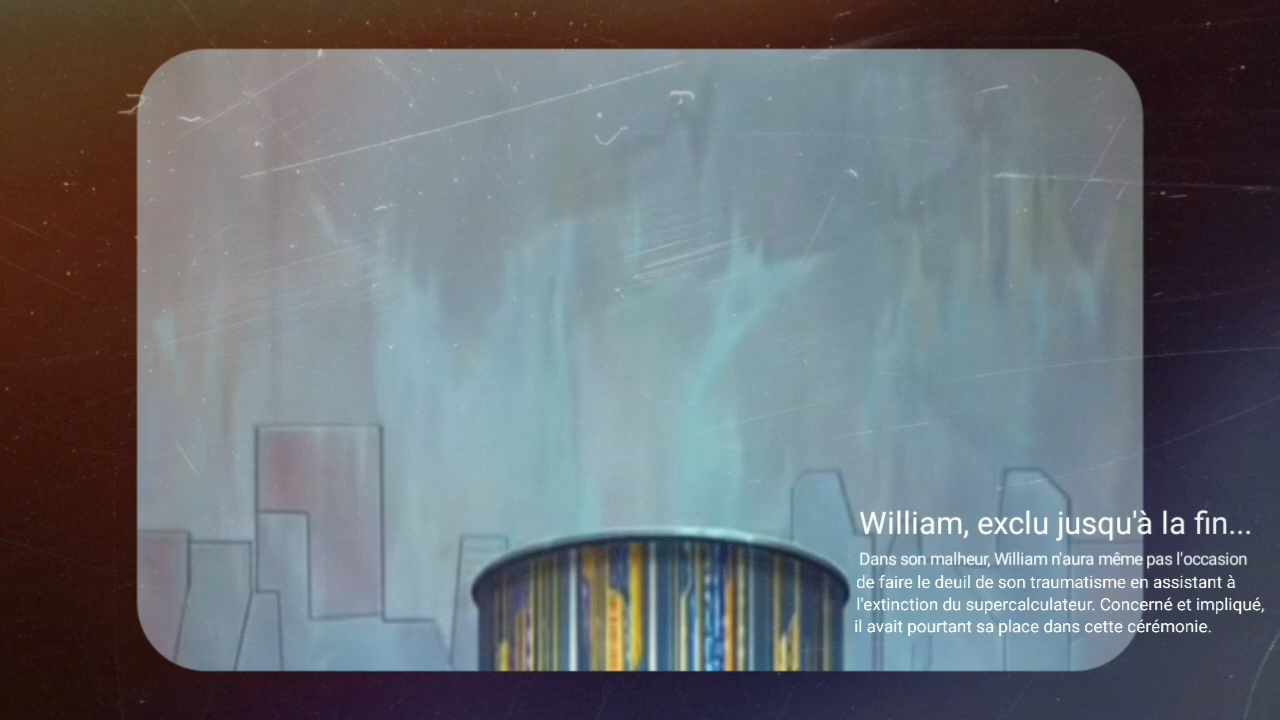 William, exclu jusqu'à la fin...
Dans son malheur, William n'aura même pas l'occasion
de faire le deuil de son traumatisme en assistant à
l'extinction du supercalculateur. Concerné et impliqué,
il avait pourtant sa place dans cette cérémonie.